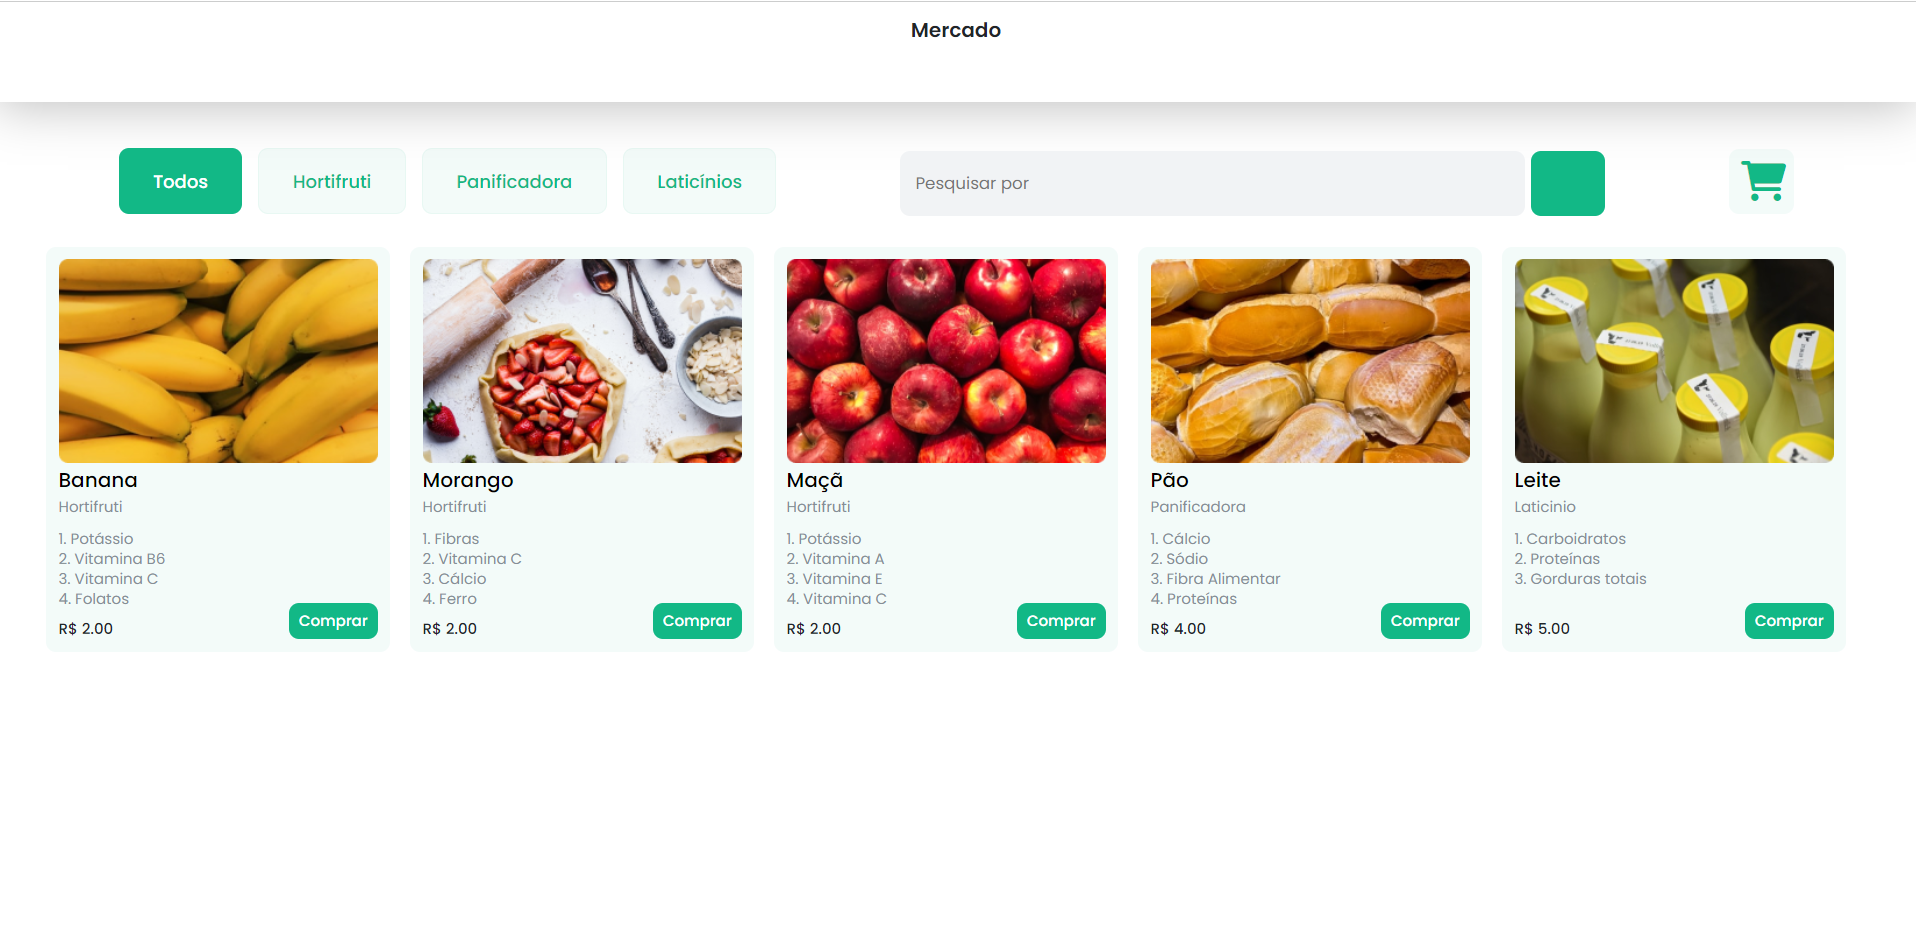 Mercado
Todos
Hortifruti
Panificadora
Laticínios
Pesquisar por
Banana
Hortifruti
1. Potássio
2. Vitamina B6
3. Vitamina C
4. Folatos
R$ 2.00
Comprar
Morango
Hortifruti
1. Fibras
2. Vitamina C
3. Cálcio
4. Ferro
R$ 2.00
Comprar
Maçã
Hortifruti
1. Potássio
2. Vitamina A
3. Vitamina E
4. Vitamina C
R$ 2.00
Comprar
Pão
Panificadora
1. Cálcio
2. Sódio
3. Fibra Alimentar
4. Proteínas
R$ 4.00
Comprar
Leite
Laticinio
1. Carboidratos
2. Proteínas
3. Gorduras totais
R$ 5.00
Comprar